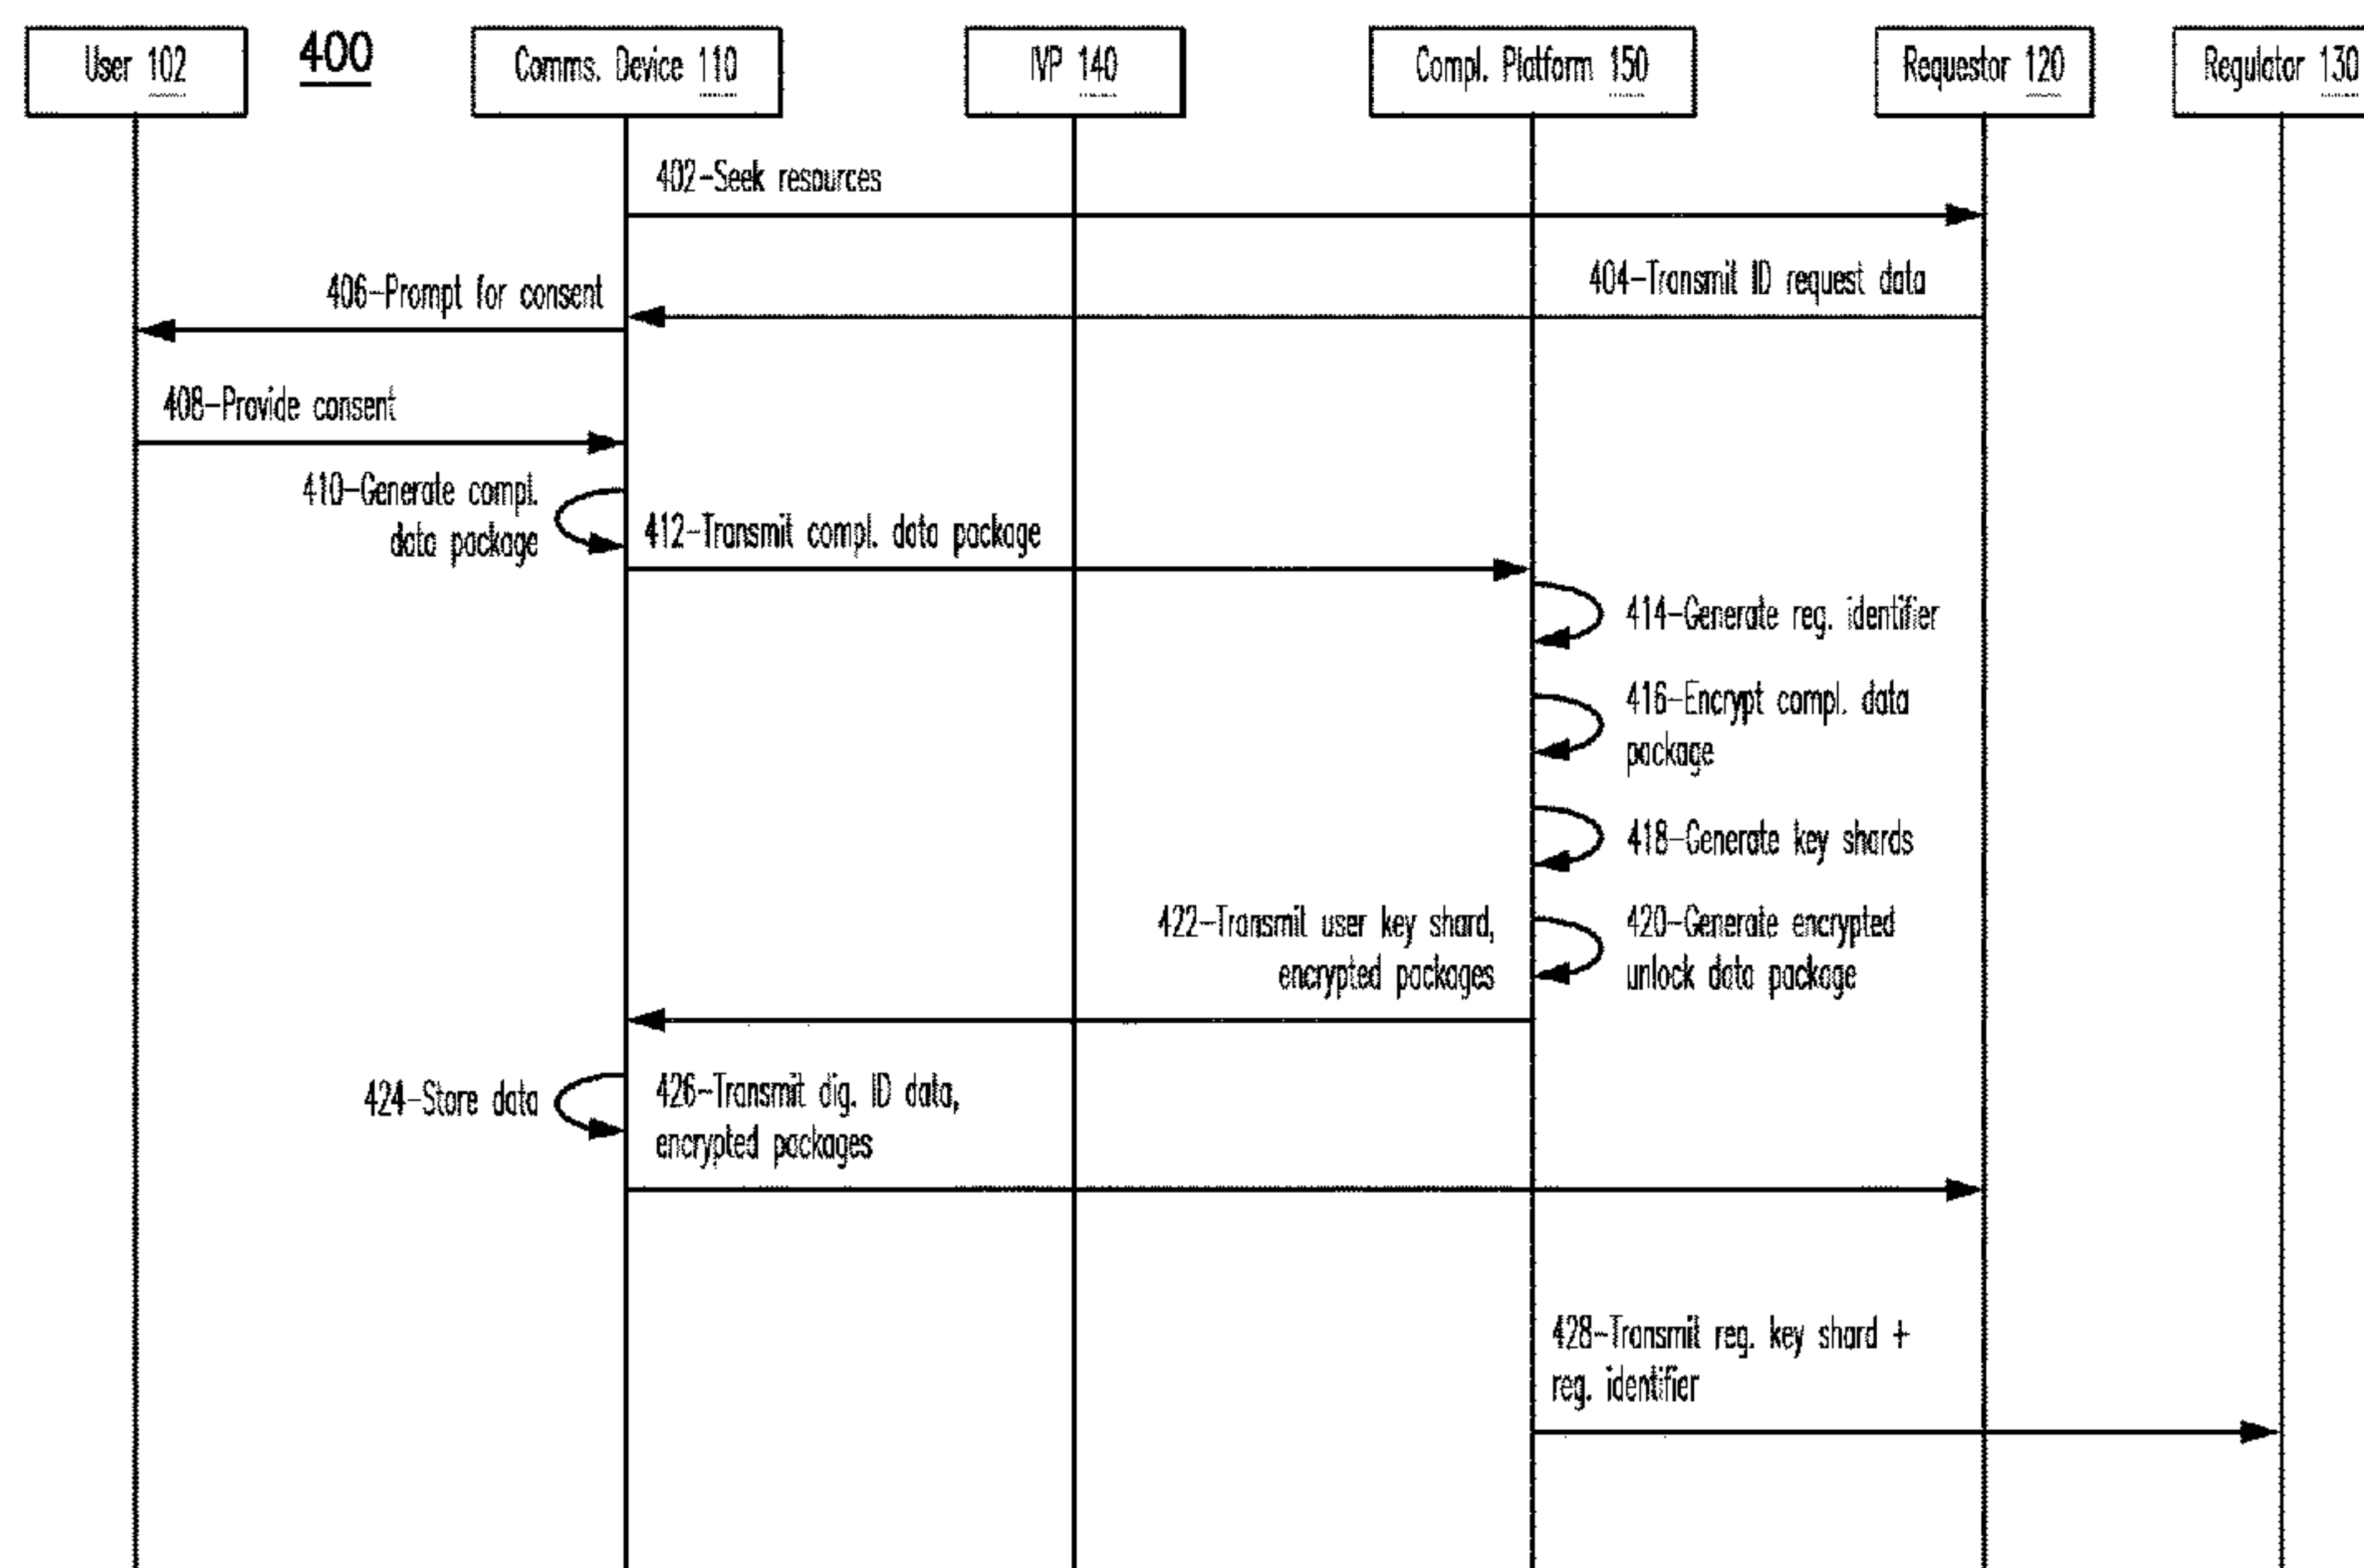 User 102
400
Comms. Device 110
IVP 140
Compl. Platform 150
Requestor 120
Regulator 130
402-Seek resources
404-Transmit ID request data
406-Prompt for consent
408-Provide consent
410-Generate compl.
data package
412-Transmit compl. data package
414-Generate reg. identifier
416-Encrypt compl. data
package
418-Generate key shards
422-Transmit user key shard,
encrypted packages
420-Generate encrypted
unlock data package
424-Store data
426-Transmit dig. ID data,
encrypted packages
428-Transmit reg. key shard +
reg. identifier